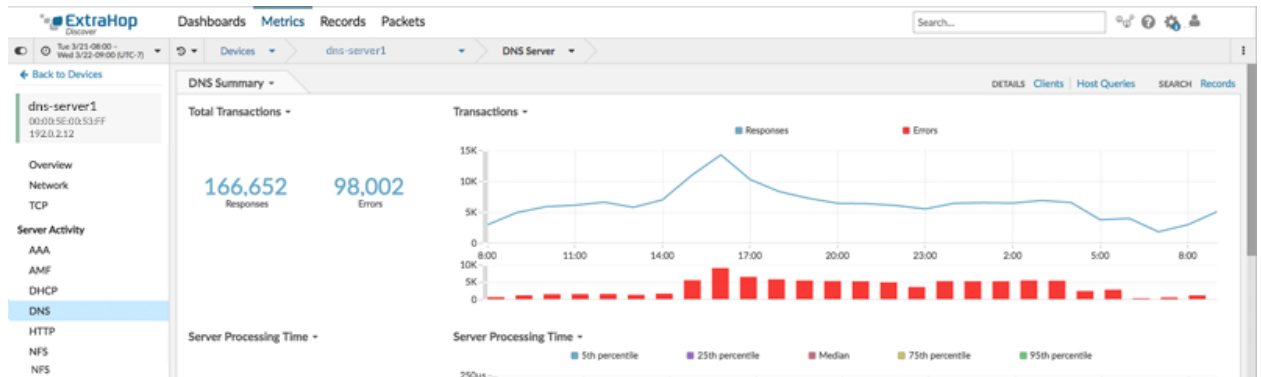 ExtraHop
Discover
Dashboards Metrics Records Packets
Search...
Tue 3/21-08:00 -
Wed 3/22-09:00 (UTC-7)
Devices
dns-server1
DNS Server
Back to Devices
dns-server1
00:00:5E:00:53:FF
192.0.2.12
Overview
Network
TCP
Server Activity
AAA
AMF
DHCP
DNS
HTTP
NFS
NFS
DNS Summary
DETAILS Clients Host Queries SEARCH Records
Total Transactions
166,652
Responses
98,002
Errors
Transactions
Responses Errors
15K
10K
5K
0
8:00 11:00 14:00 17:00 20:00 23:00 2:00 5:00 8:00
10K
5K
0
Server Processing Time
Server Processing Time
5th percentile 25th percentile Median 75th percentile 95th percentile
250us